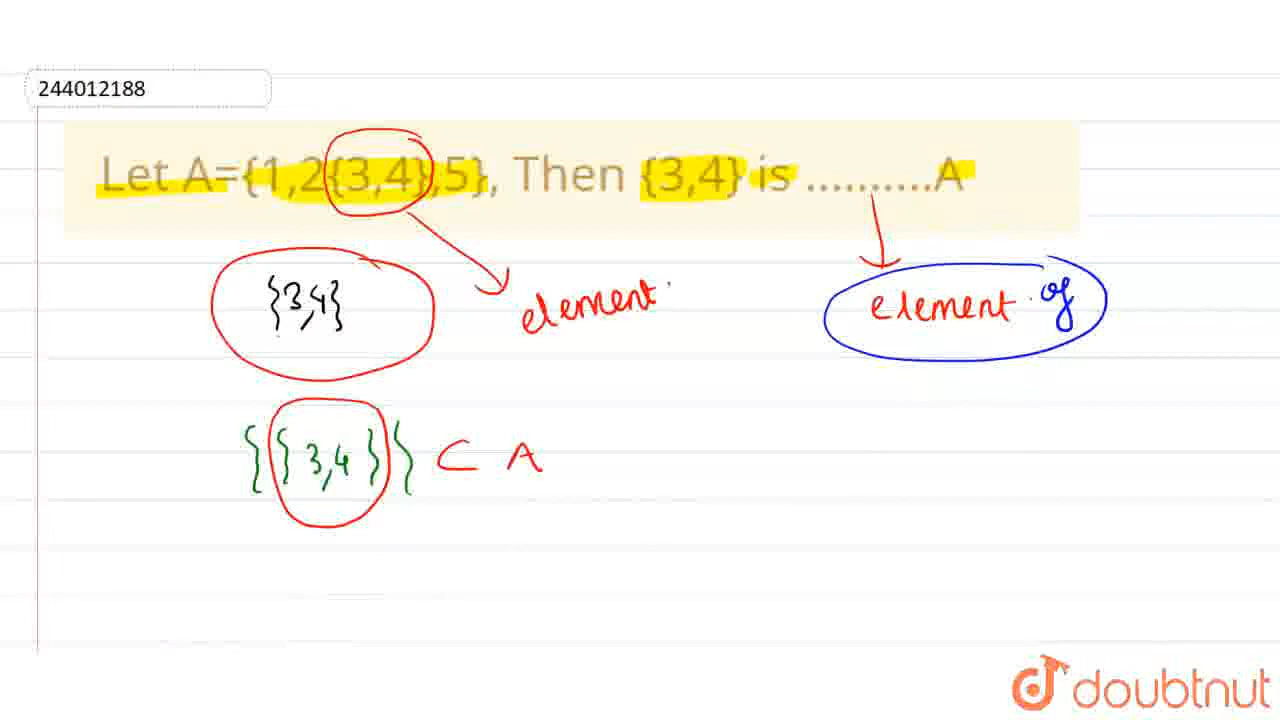 244012188
Let A={1,2{3,4},5}, Then {3,4} is ..........A
{3,4} element. element of
{{3,4}} ⊂ A
doubtnut